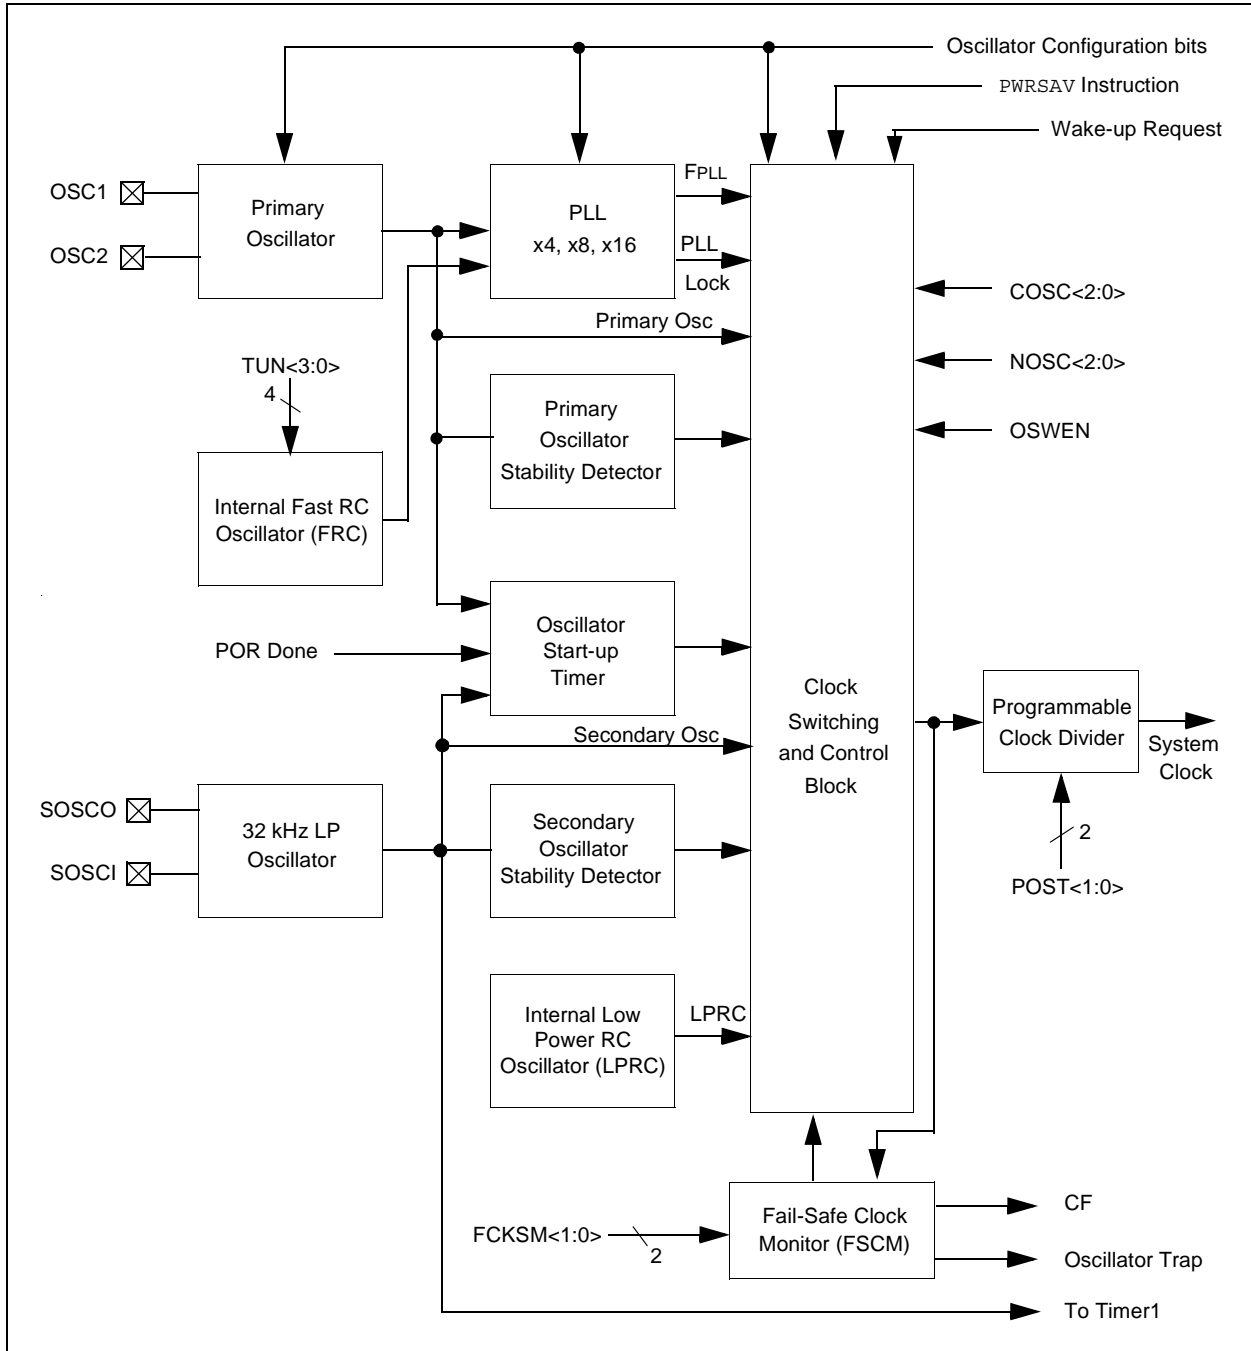 Oscillator Configuration bits
PWRSAV Instruction
Wake-up Request
OSC1
OSC2
Primary
Oscillator
PLL
x4, x8, x16
FPLL
PLL
Lock
COSC<2:0>
Primary Osc
TUN<3:0>
4
NOSC<2:0>
Primary
Oscillator
Stability Detector
OSWEN
Internal Fast RC
Oscillator (FRC)
POR Done
Oscillator
Start-up
Timer
Clock
Switching
and Control
Block
Programmable
Clock Divider
System
Clock
Secondary Osc
SOSCO
SOSCI
32 kHz LP
Oscillator
Secondary
Oscillator
Stability Detector
2
POST<1:0>
Internal Low
Power RC
Oscillator (LPRC)
LPRC
FCKSM<1:0>
2
Fail-Safe Clock
Monitor (FSCM)
CF
Oscillator Trap
To Timer1